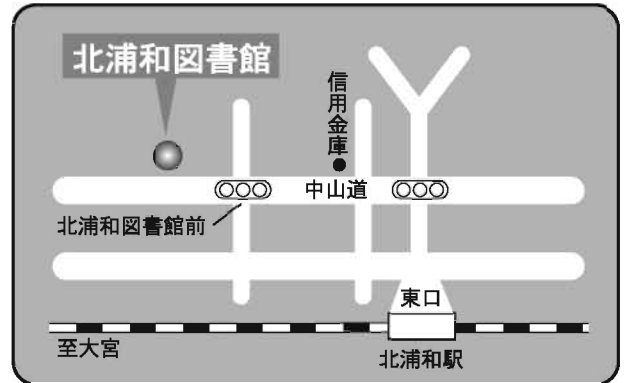 北浦和図書館
信用金庫
中山道
北浦和図書館前
東口
至大宮
北浦和駅